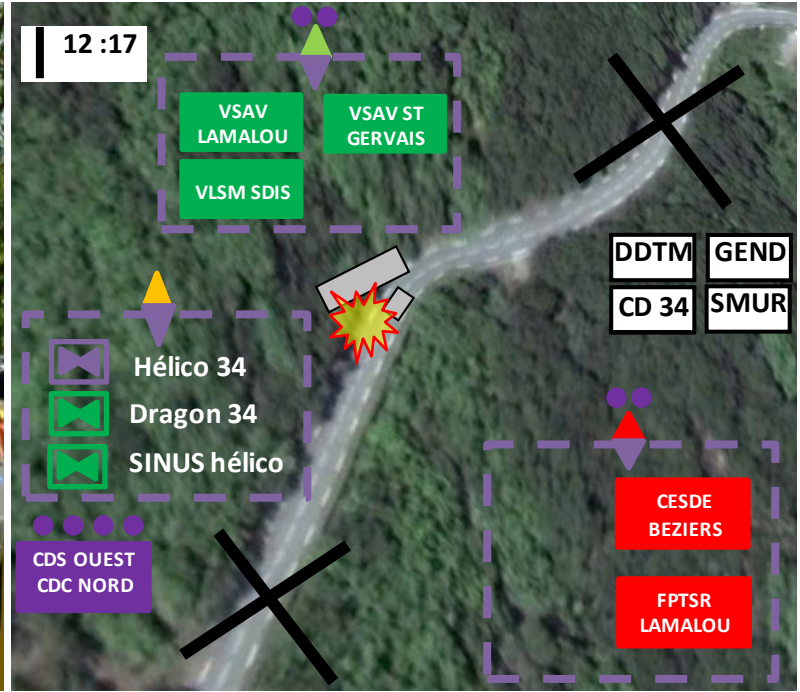 12 :17
VSAV
LAMALOU
VSAV ST
GERVAIS
VLSM SDIS
DDTM
GEND
CD 34
SMUR
Hélico 34
Dragon 34
SINUS hélico
CDS OUEST
CDC NORD
CESDE
BEZIERS
FPTSR
LAMALOU